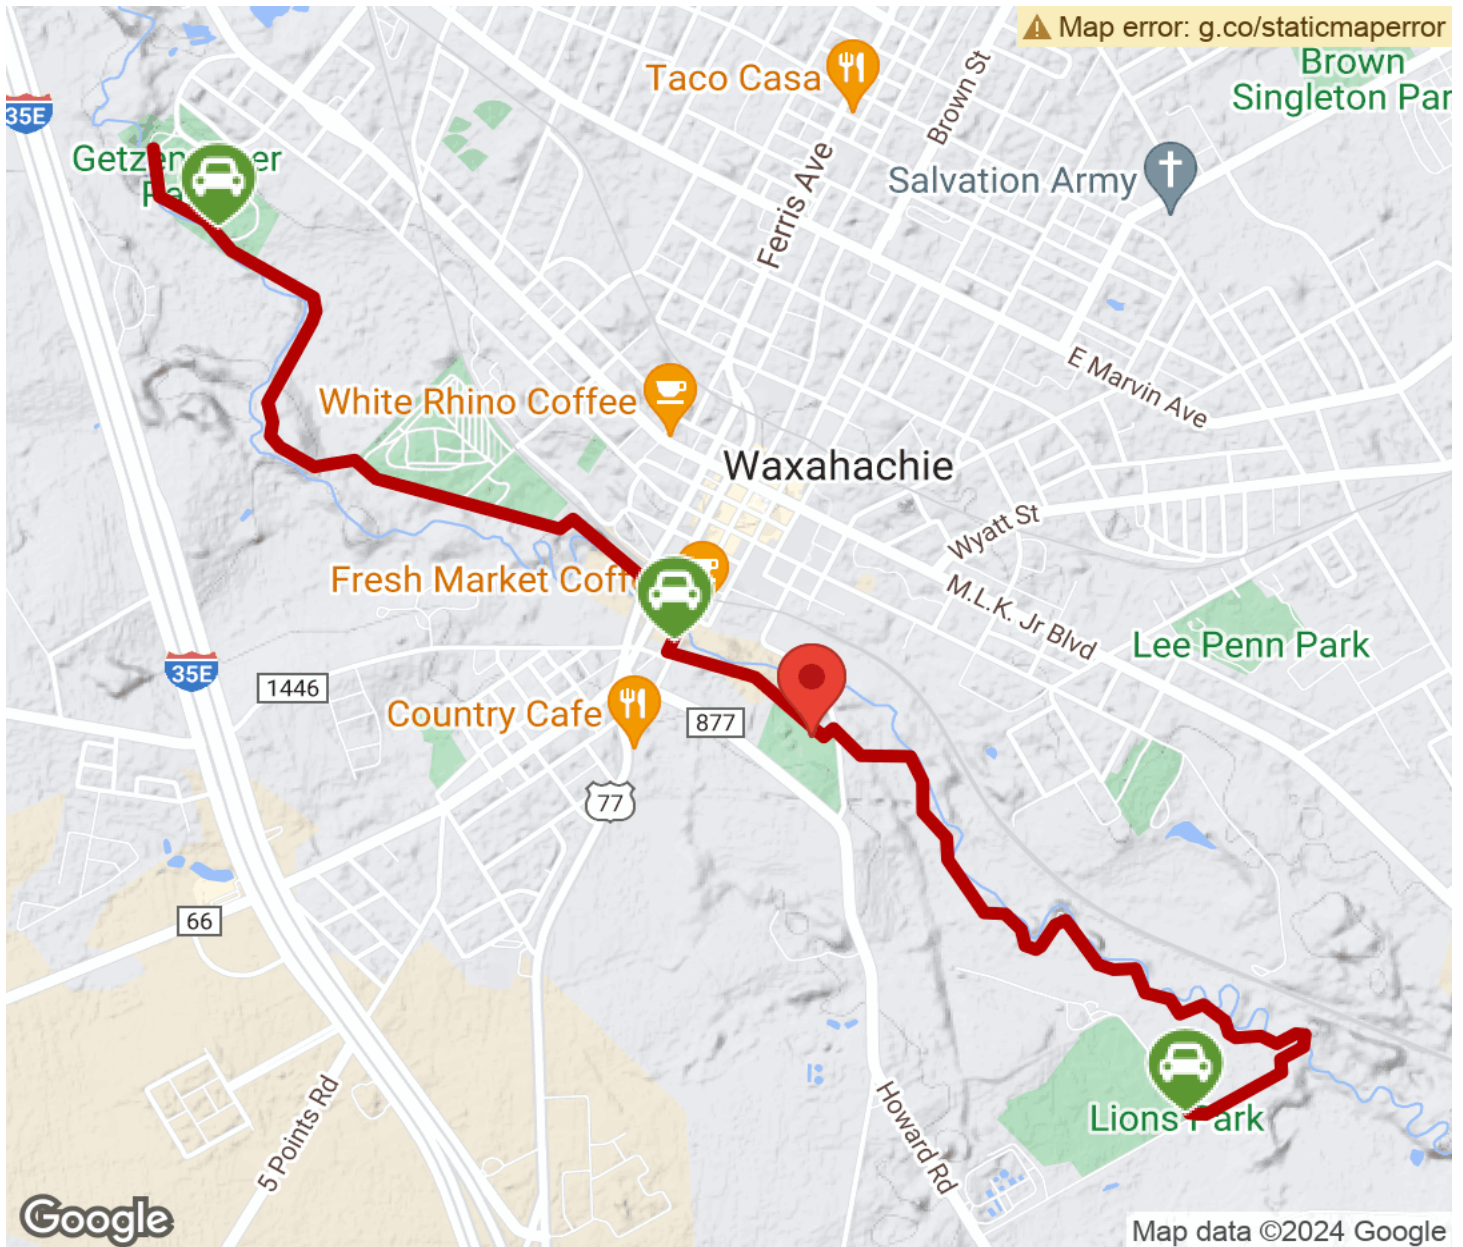 Map error: g.co/staticmaperror
Brown
Singleton Par
Taco Casa
Brown St
35E
Salvation Army
Ferris Ave
E Marvin Ave
White Rhino Coffee
Waxahachie
Wyatt St
Fresh Market Coff
M.L.K. Jr Blvd
Lee Penn Park
35E
1446
Country Cafe
877
77
66
Lions Park
Howard Rd
5 Points Rd
Google
Map data ©2024 Google